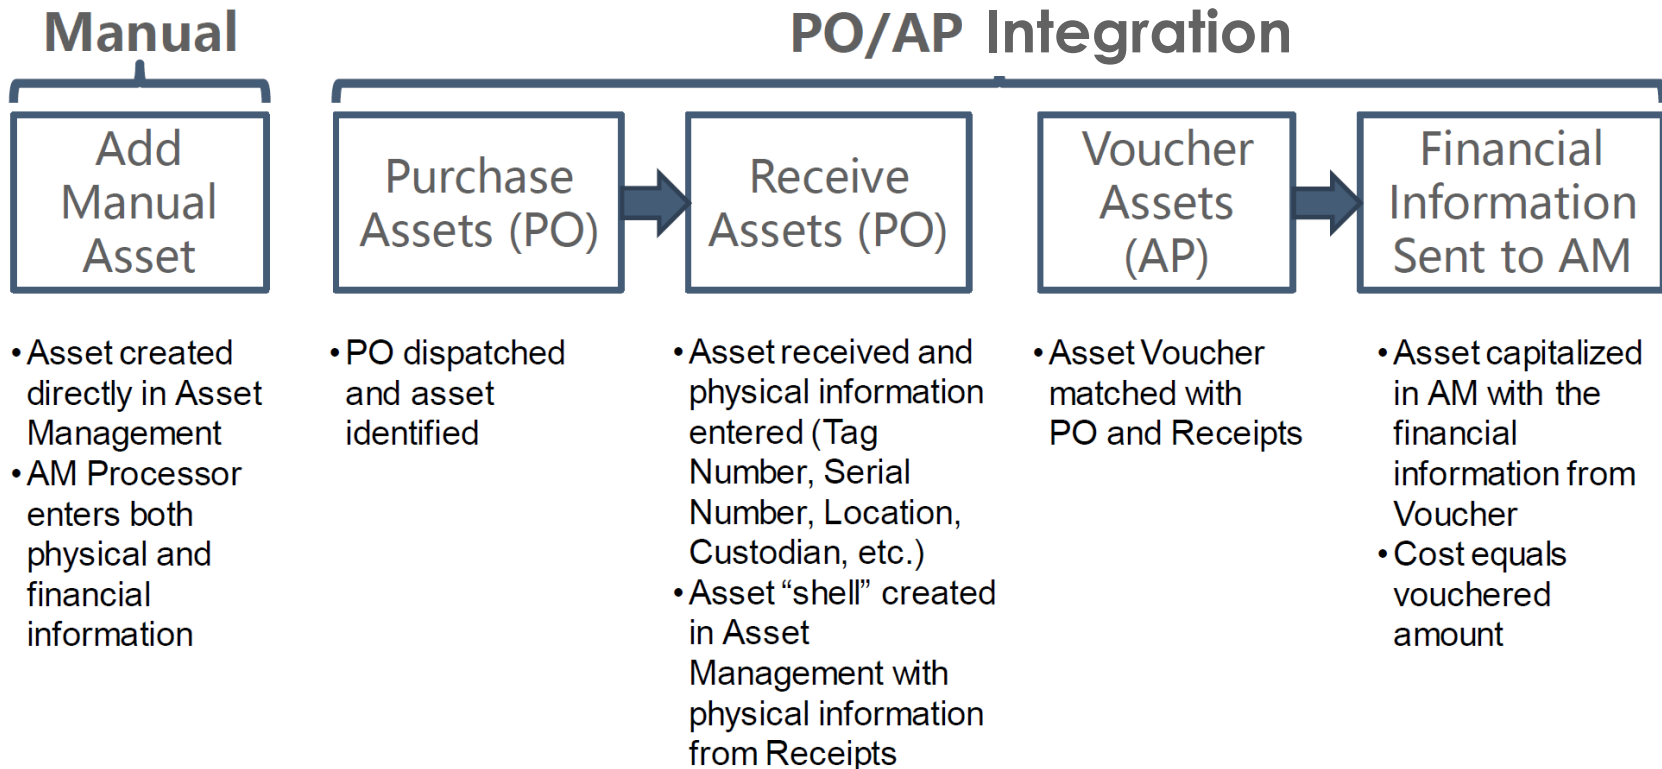 Manual
PO/AP Integration
Add
Manual
Asset
Purchase
Assets (PO)
Receive
Assets (PO)
Voucher
Assets
(AP)
Financial
Information
Sent to AM
• Asset created
directly in Asset
Management
• AM Processor
enters both
physical and
financial
information
• PO dispatched
and asset
identified
• Asset received and
physical information
entered (Tag
Number, Serial
Number, Location,
Custodian, etc.)
• Asset “shell” created
in Asset
Management with
physical information
from Receipts
• Asset Voucher
matched with
PO and Receipts
• Asset capitalized
in AM with the
financial
information from
Voucher
• Cost equals
vouchered
amount